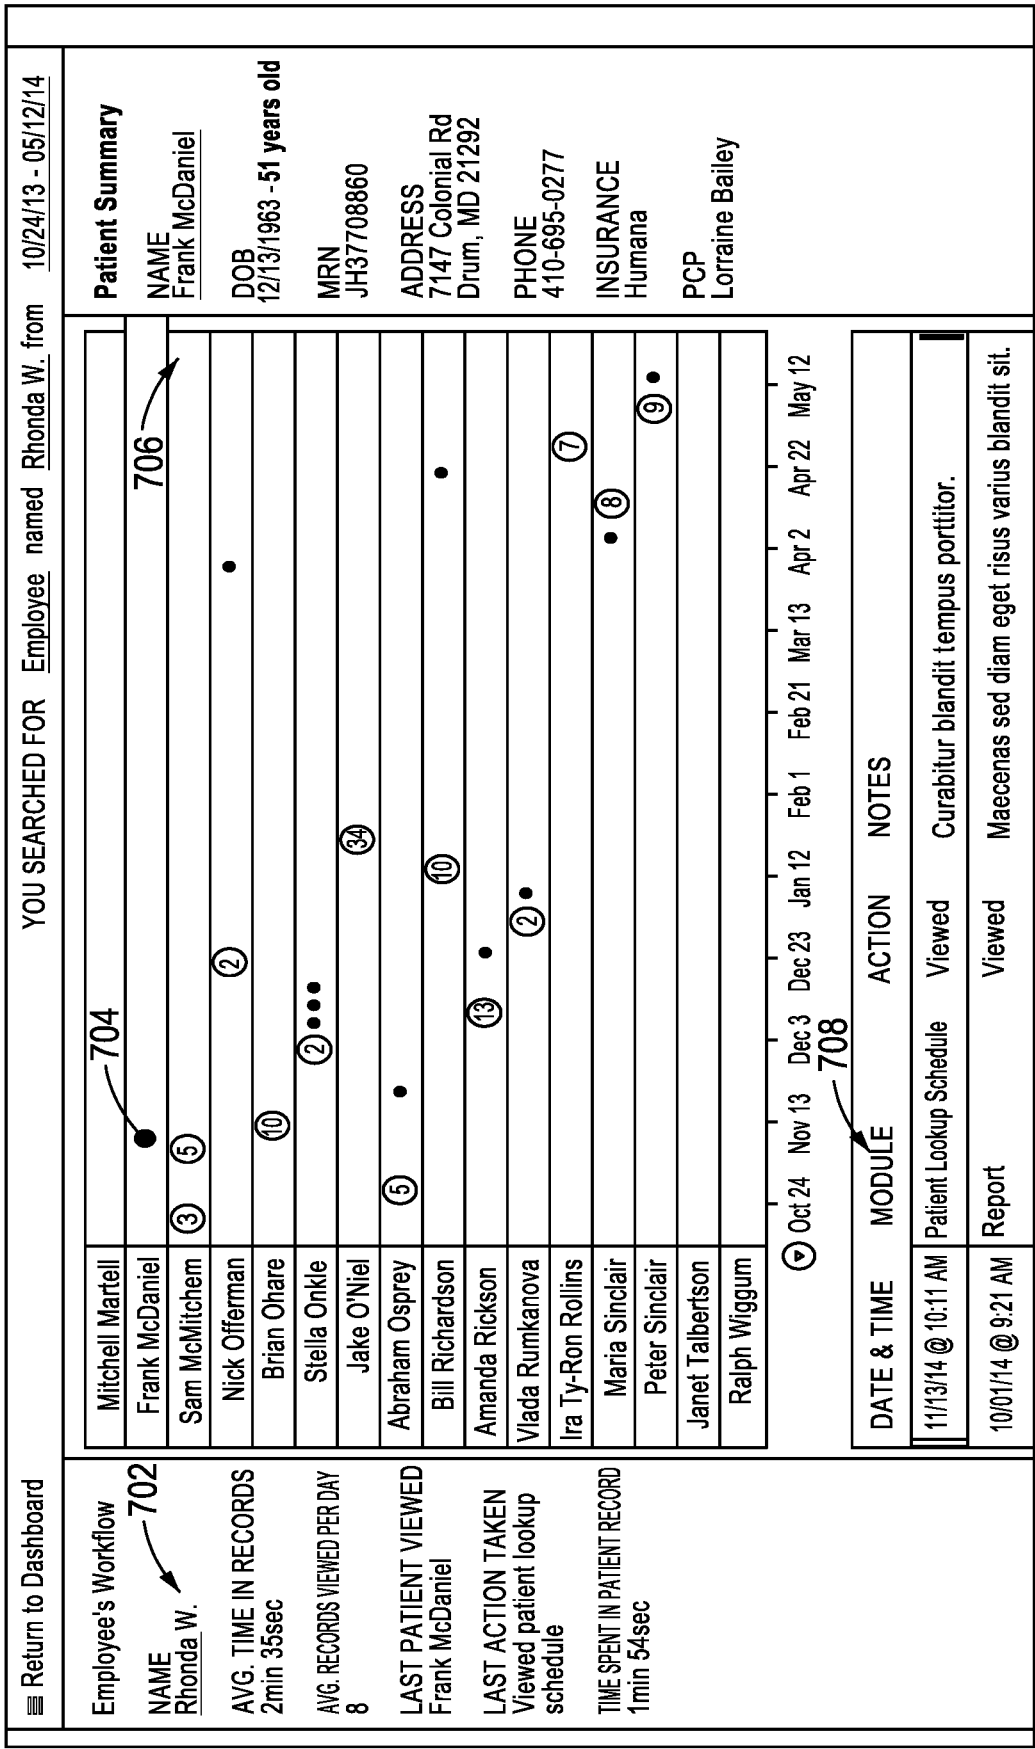 Return to Dashboard
YOU SEARCHED FOR Employee named Rhonda W. from 10/24/13 - 05/12/14
Employee's Workflow
702
NAME
Rhonda W.
AVG. TIME IN RECORDS
2min 35sec
AVG. RECORDS VIEWED PER DAY
8
LAST PATIENT VIEWED
Frank McDaniel
LAST ACTION TAKEN
Viewed patient lookup
schedule
TIME SPENT IN PATIENT RECORD
1min 54sec
704
706
Mitchell Martell
Frank McDaniel
Sam McMitchem 3 5
Nick Offerman 2
Brian Ohare 10
Stella Onkle 2
Jake O'Niel 34
Abraham Osprey 5
Bill Richardson 10
Amanda Rickson 13
Vlada Rumkanova 2
Ira Ty-Ron Rollins 7
Maria Sinclair 8
Peter Sinclair 9
Janet Talbertson
Ralph Wiggum
Oct 24 Nov 13 Dec 3 Dec 23 Jan 12 Feb 1 Feb 21 Mar 13 Apr 2 Apr 22 May 12
708
DATE & TIME MODULE ACTION NOTES
11/13/14 @ 10:11 AM Patient Lookup Schedule Viewed Curabitur blandit tempus porttitor.
10/01/14 @ 9:21 AM Report Viewed Maecenas sed diam eget risus varius blandit sit.
Patient Summary
NAME
Frank McDaniel
DOB
12/13/1963 - 51 years old
MRN
JH37708860
ADDRESS
7147 Colonial Rd
Drum, MD 21292
PHONE
410-695-0277
INSURANCE
Humana
PCP
Lorraine Bailey